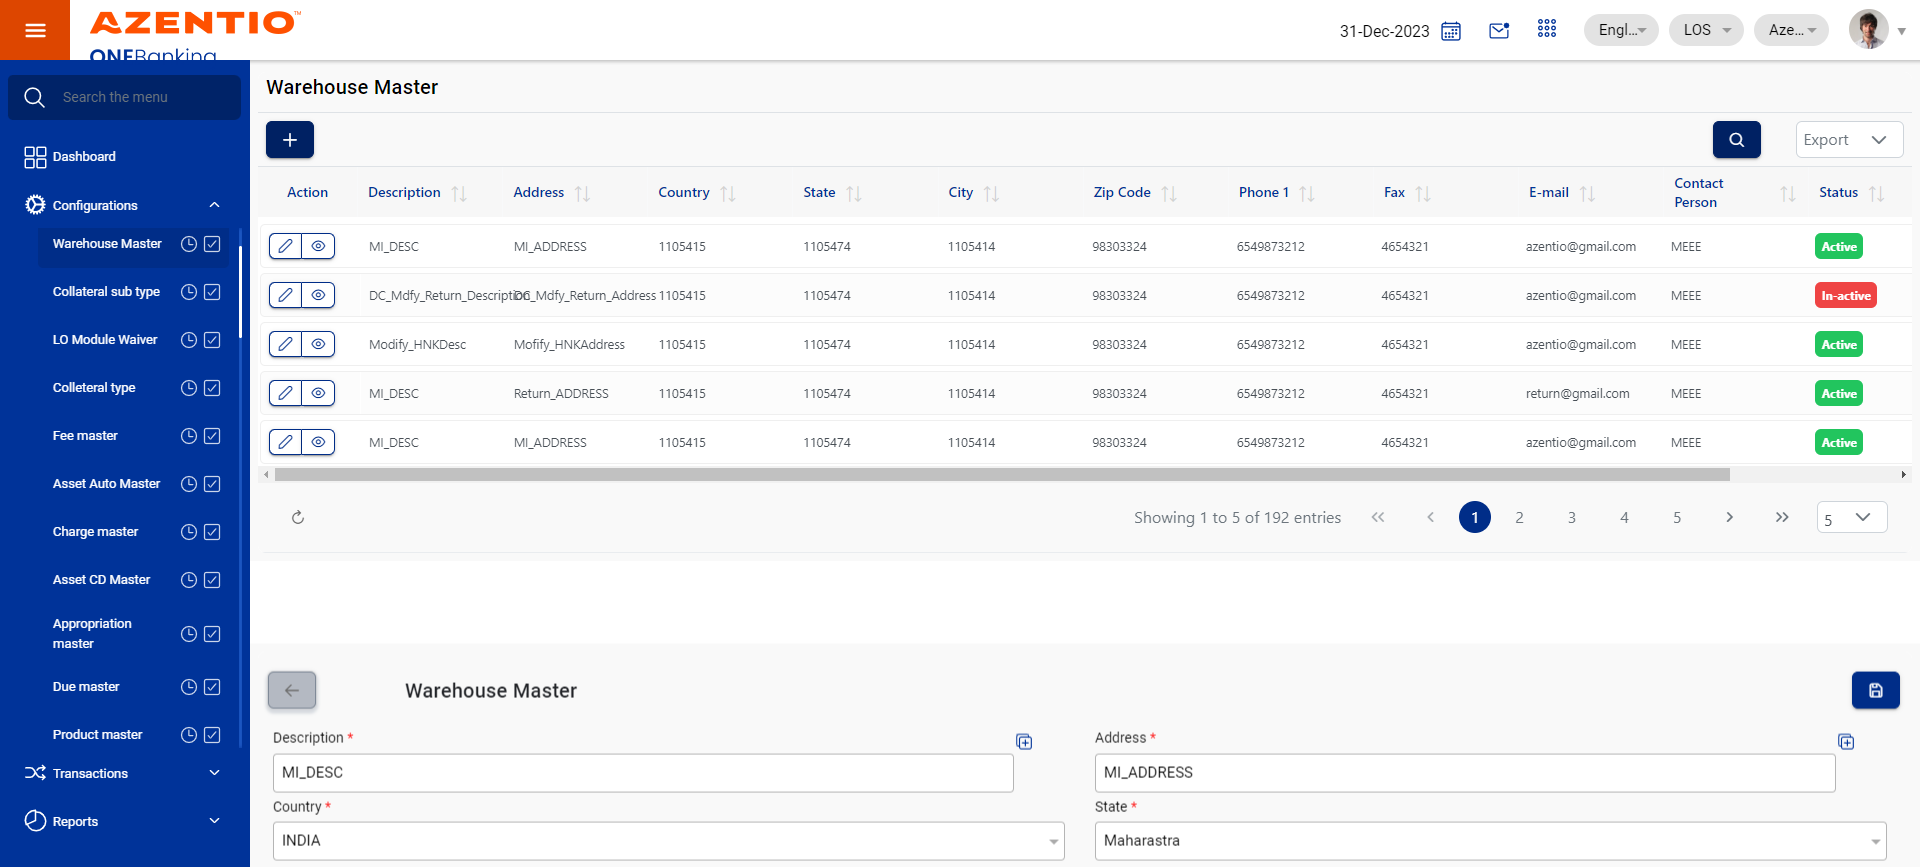 AZENTIO™
ONEBanking
31-Dec-2023
Engl...
LOS
Aze...
Search the menu
Dashboard
Configurations
Warehouse Master
Collateral sub type
LO Module Waiver
Colleteral type
Fee master
Asset Auto Master
Charge master
Asset CD Master
Appropriation
master
Due master
Product master
Transactions
Reports
Warehouse Master
Export
Action Description Address Country State City Zip Code Phone 1 Fax E-mail Contact Person Status
MI_DESC MI_ADDRESS 1105415 1105474 1105414 98303324 6549873212 4654321 azentio@gmail.com MEEE Active
DC_Mdfy_Return_Description DC_Mdfy_Return_Address 1105415 1105474 1105414 98303324 6549873212 4654321 azentio@gmail.com MEEE In-active
Modify_HNKDesc Mofify_HNKAddress 1105415 1105474 1105414 98303324 6549873212 4654321 azentio@gmail.com MEEE Active
MI_DESC Return_ADDRESS 1105415 1105474 1105414 98303324 6549873212 4654321 return@gmail.com MEEE Active
MI_DESC MI_ADDRESS 1105415 1105474 1105414 98303324 6549873212 4654321 azentio@gmail.com MEEE Active
Showing 1 to 5 of 192 entries 1 2 3 4 5 5
Warehouse Master
Description * Address *
MI_DESC MI_ADDRESS
Country * State *
INDIA Maharastra